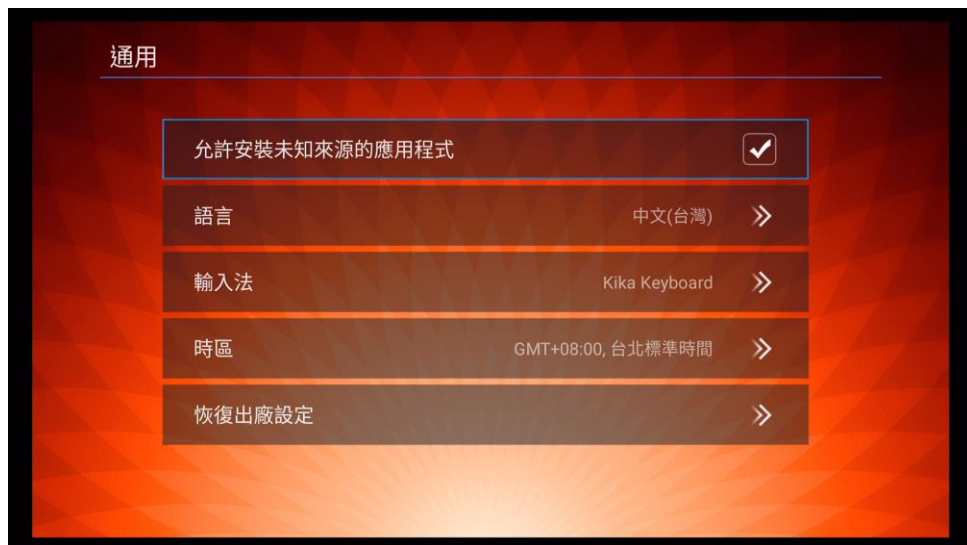 通用
允許安裝未知來源的應用程式
語言 中文(台灣)
輸入法 Kika Keyboard
時區 GMT+08:00, 台北標準時間
恢復出廠設定